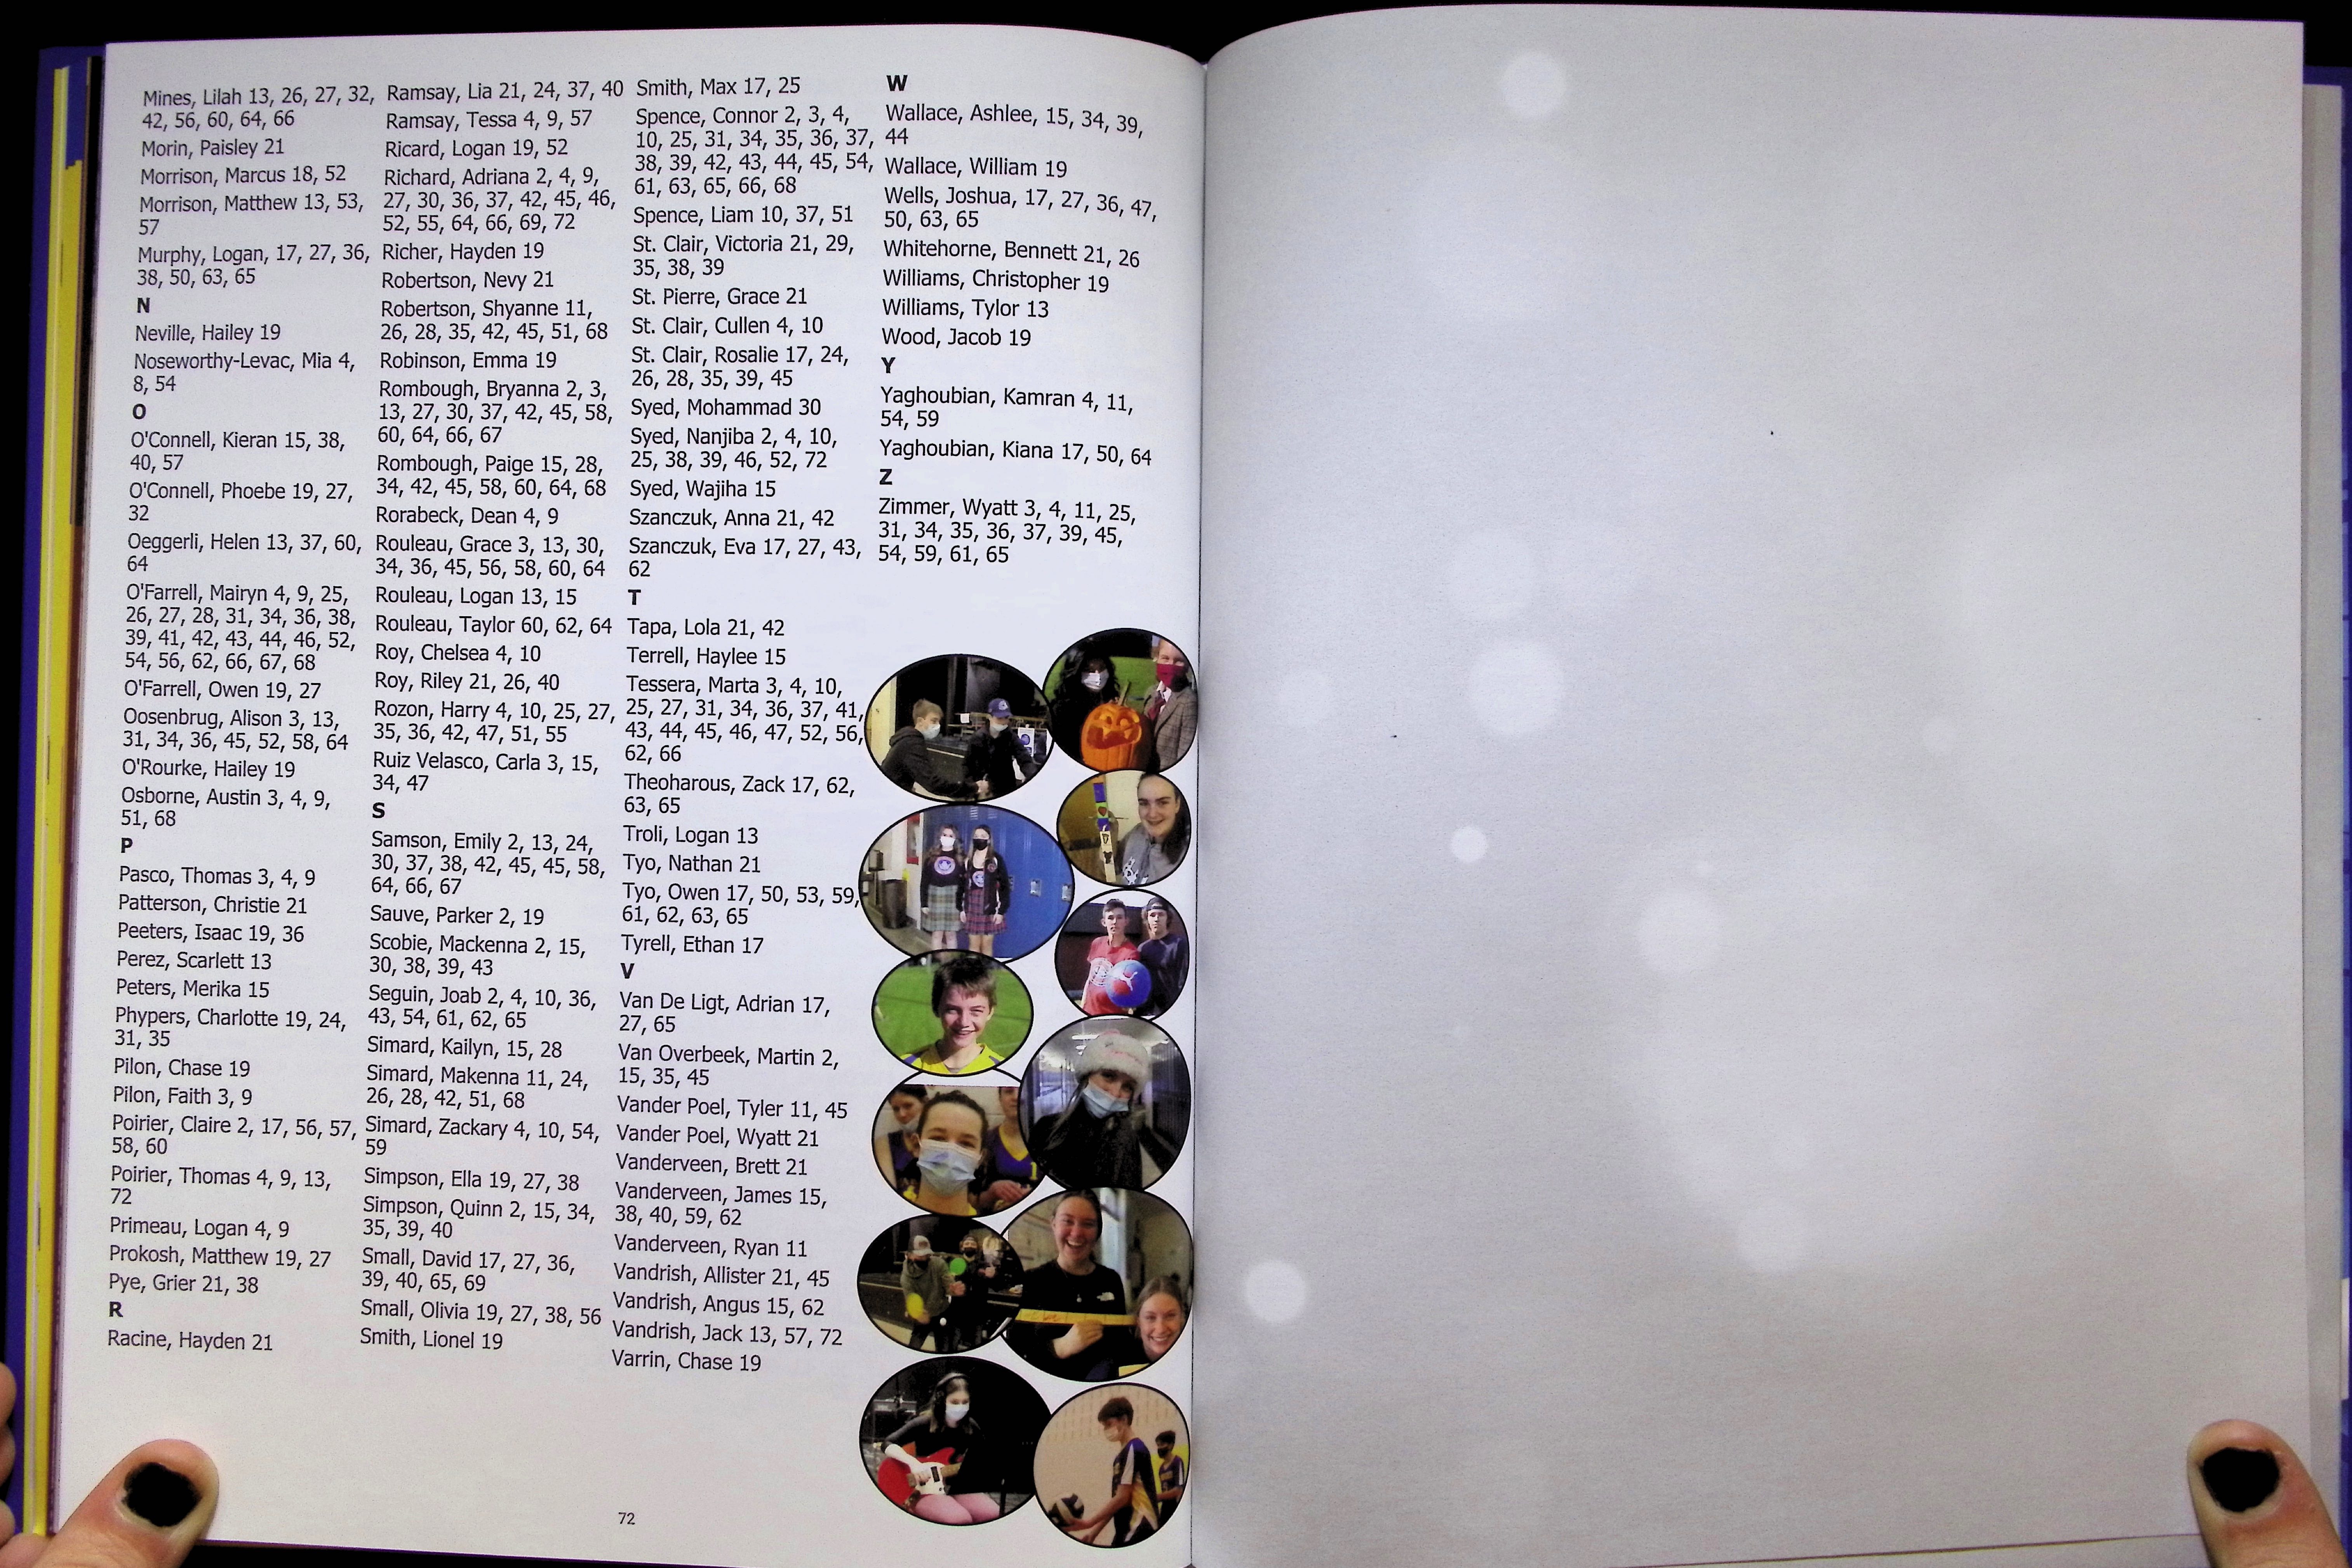 Mines, Lilah 13, 26, 27, 32,
42, 56, 60, 64, 66
Morin, Paisley 21
Morrison, Marcus 18, 52
Morrison, Matthew 13, 53,
57
Murphy, Logan, 17, 27, 36,
38, 50, 63, 65
N
Neville, Hailey 19
Noseworthy-Levac, Mia 4,
8, 54
O
O'Connell, Kieran 15, 38,
40, 57
O'Connell, Phoebe 19, 27,
32
Oeggerli, Helen 13, 37, 60,
64
O'Farrell, Mairyn 4, 9, 25,
26, 27, 28, 31, 34, 36, 38,
39, 41, 42, 43, 44, 46, 52,
54, 56, 62, 66, 67, 68
O'Farrell, Owen 19, 27
Oosenbrug, Alison 3, 13,
31, 34, 36, 45, 52, 58, 64
O'Rourke, Hailey 19
Osborne, Austin 3, 4, 9,
51, 68
P
Pasco, Thomas 3, 4, 9
Patterson, Christie 21
Peeters, Isaac 19, 36
Perez, Scarlett 13
Peters, Merika 15
Phypers, Charlotte 19, 24,
31, 35
Pilon, Chase 19
Pilon, Faith 3, 9
Poirier, Claire 2, 17, 56, 57,
58, 60
Poirier, Thomas 4, 9, 13,
72
Primeau, Logan 4, 9
Prokosh, Matthew 19, 27
Pye, Grier 21, 38
R
Racine, Hayden 21
Ramsay, Lia 21, 24, 37, 40
Ramsay, Tessa 4, 9, 57
Ricard, Logan 19, 52
Richard, Adriana 2, 4, 9,
27, 30, 36, 37, 42, 45, 46,
52, 55, 64, 66, 69, 72
Richer, Hayden 19
Robertson, Nevy 21
Robertson, Shyanne 11,
26, 28, 35, 42, 45, 51, 68
Robinson, Emma 19
Rombough, Bryanna 2, 3,
13, 27, 30, 37, 42, 45, 58,
60, 64, 66, 67
Rombough, Paige 15, 28,
34, 42, 45, 58, 60, 64, 68
Rorabeck, Dean 4, 9
Rouleau, Grace 3, 13, 30,
34, 36, 45, 56, 58, 60, 64
Rouleau, Logan 13, 15
Rouleau, Taylor 60, 62, 64
Roy, Chelsea 4, 10
Roy, Riley 21, 26, 40
Rozon, Harry 4, 10, 25, 27,
35, 36, 42, 47, 51, 55
Ruiz Velasco, Carla 3, 15,
34, 47
S
Samson, Emily 2, 13, 24,
30, 37, 38, 42, 45, 45, 58,
64, 66, 67
Sauve, Parker 2, 19
Scobie, Mackenna 2, 15,
30, 38, 39, 43
Seguin, Joab 2, 4, 10, 36,
43, 54, 61, 62, 65
Simard, Kailyn, 15, 28
Simard, Makenna 11, 24,
26, 28, 42, 51, 68
Simard, Zackary 4, 10, 54,
59
Simpson, Ella 19, 27, 38
Simpson, Quinn 2, 15, 34,
35, 39, 40
Small, David 17, 27, 36,
39, 40, 65, 69
Small, Olivia 19, 27, 38, 56
Smith, Lionel 19
Smith, Max 17, 25
Spence, Connor 2, 3, 4,
10, 25, 31, 34, 35, 36, 37,
38, 39, 42, 43, 44, 45, 54,
61, 63, 65, 66, 68
Spence, Liam 10, 37, 51
St. Clair, Victoria 21, 29,
35, 38, 39
St. Pierre, Grace 21
St. Clair, Cullen 4, 10
St. Clair, Rosalie 17, 24,
26, 28, 35, 39, 45
Syed, Mohammad 30
Syed, Nanjiba 2, 4, 10,
25, 38, 39, 46, 52, 72
Syed, Wajiha 15
Szanczuk, Anna 21, 42
Szanczuk, Eva 17, 27, 43,
62
T
Tapa, Lola 21, 42
Terrell, Haylee 15
Tessera, Marta 3, 4, 10,
25, 27, 31, 34, 36, 37, 41,
43, 44, 45, 46, 47, 52, 56,
62, 66
Theoharous, Zack 17, 62,
63, 65
Troli, Logan 13
Tyo, Nathan 21
Tyo, Owen 17, 50, 53, 59,
61, 62, 63, 65
Tyrell, Ethan 17
V
Van De Ligt, Adrian 17,
27, 65
Van Overbeek, Martin 2,
15, 35, 45
Vander Poel, Tyler 11, 45
Vander Poel, Wyatt 21
Vanderveen, Brett 21
Vanderveen, James 15,
38, 40, 59, 62
Vanderveen, Ryan 11
Vandrish, Allister 21, 45
Vandrish, Angus 15, 62
Vandrish, Jack 13, 57, 72
Varrin, Chase 19
W
Wallace, Ashlee, 15, 34, 39,
44
Wallace, William 19
Wells, Joshua, 17, 27, 36, 47,
50, 63, 65
Whitehorne, Bennett 21, 26
Williams, Christopher 19
Williams, Tylor 13
Wood, Jacob 19
Y
Yaghoubian, Kamran 4, 11,
54, 59
Yaghoubian, Kiana 17, 50, 64
Z
Zimmer, Wyatt 3, 4, 11, 25,
31, 34, 35, 36, 37, 39, 45,
54, 59, 61, 65
72